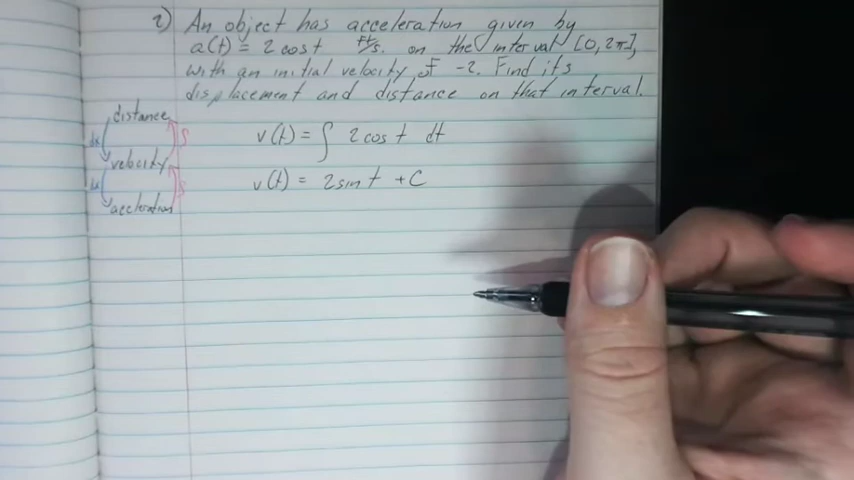 2) An object has acceleration given by
a(t) = 2 cos t ft/s. on the interval [0, 2π],
with an initial velocity of -2. Find its
displacement and distance on that interval.
distance
velocity
acceleration
v(t) = ∫ 2 cos t dt
v(t) = 2 sin t + C